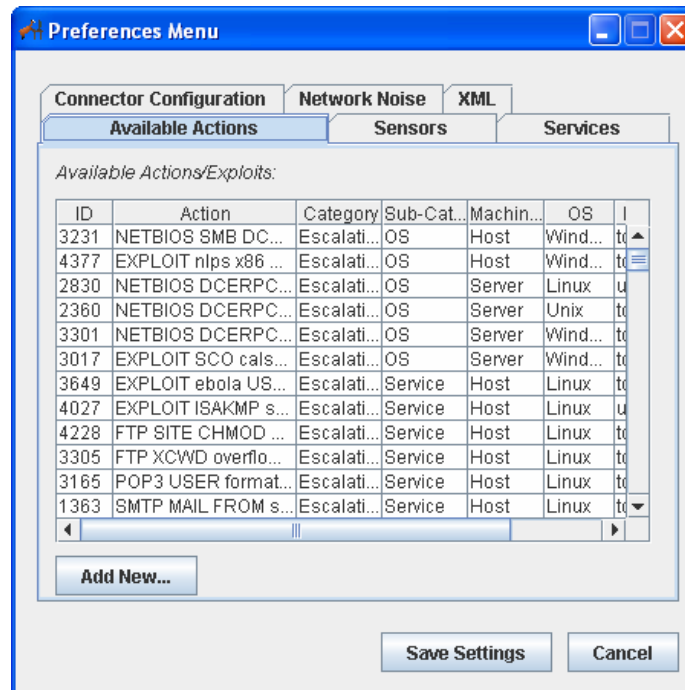 Preferences Menu
Connector Configuration Network Noise XML
Available Actions Sensors Services
Available Actions/Exploits:
ID Action Category Sub-Cat... Machin... OS
3231 NETBIOS SMB DC... Escalati... OS Host Wind...
4377 EXPLOIT nlps x86 ... Escalati... OS Host Wind...
2830 NETBIOS DCERPC... Escalati... OS Server Linux
2360 NETBIOS DCERPC... Escalati... OS Server Unix
3301 NETBIOS DCERPC... Escalati... OS Server Wind...
3017 EXPLOIT SCO cals... Escalati... OS Server Wind...
3649 EXPLOIT ebola US... Escalati... Service Host Linux
4027 EXPLOIT ISAKMP s... Escalati... Service Host Linux
4228 FTP SITE CHMOD ... Escalati... Service Host Linux
3305 FTP XCWD overflo... Escalati... Service Host Linux
3165 POP3 USER format... Escalati... Service Host Linux
1363 SMTP MAIL FROM s... Escalati... Service Host Linux
Add New...
Save Settings Cancel